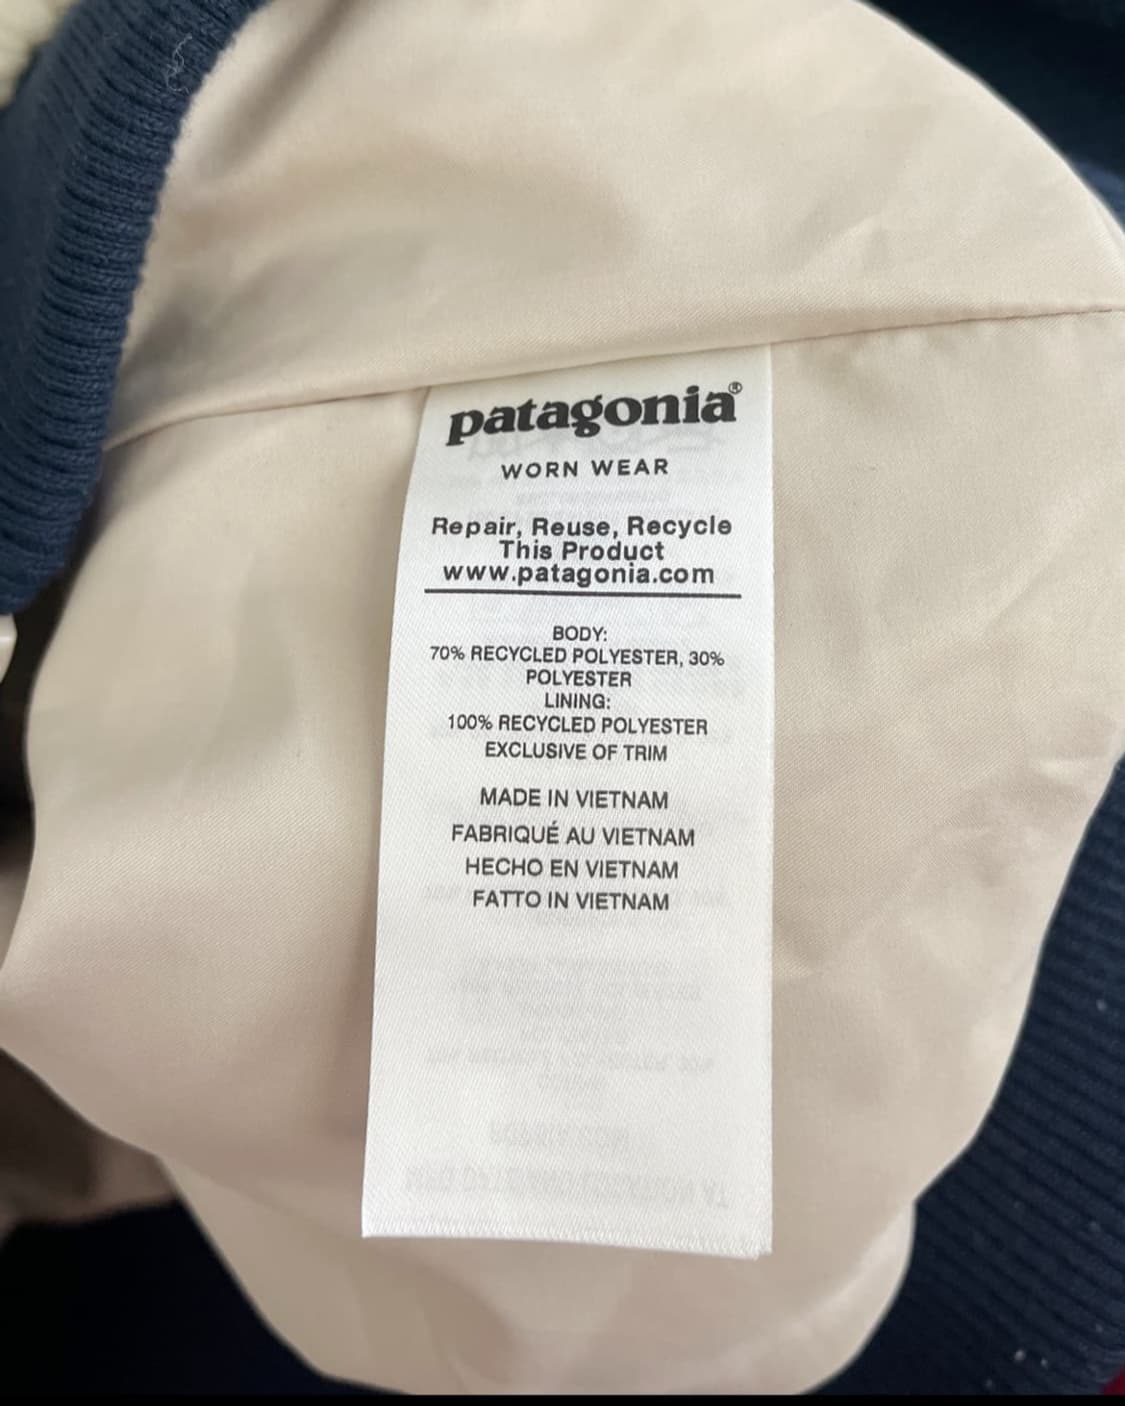 patagonia®
WORN WEAR
Repair, Reuse, Recycle
This Product
www.patagonia.com
BODY:
70% RECYCLED POLYESTER, 30%
POLYESTER
LINING:
100% RECYCLED POLYESTER
EXCLUSIVE OF TRIM
MADE IN VIETNAM
FABRIQUÉ AU VIETNAM
HECHO EN VIETNAM
FATTO IN VIETNAM